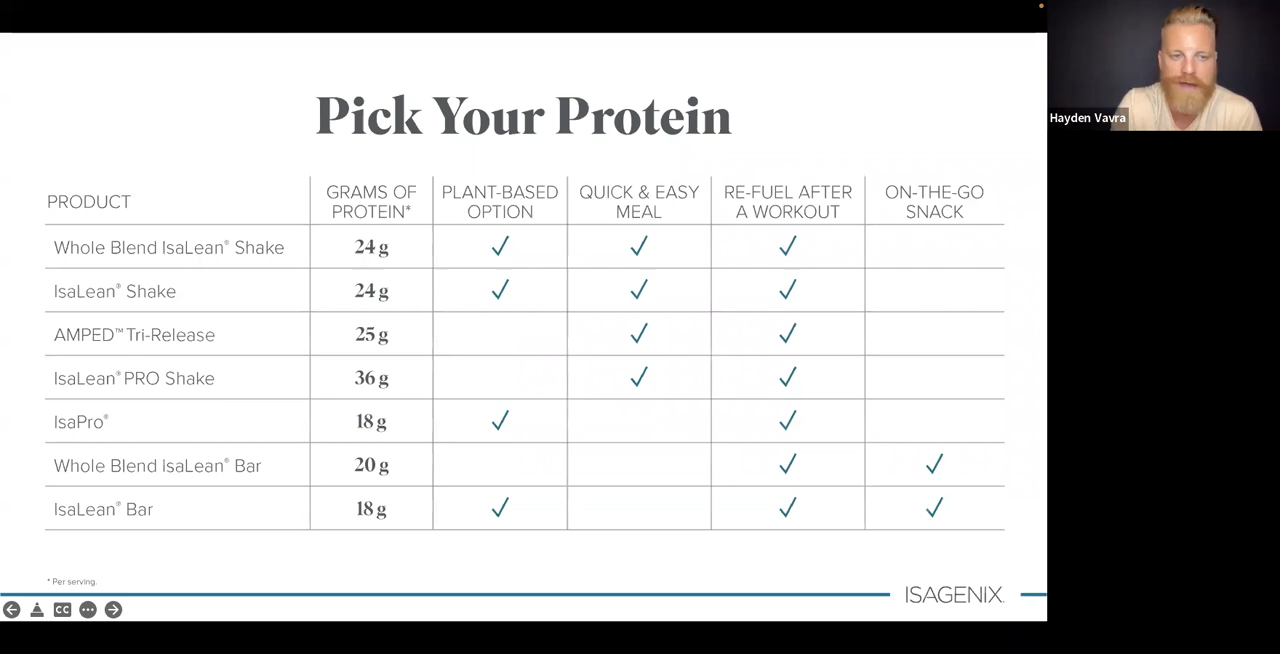 Pick Your Protein
Hayden Vavra
PRODUCT GRAMS OF PROTEIN* PLANT-BASED OPTION QUICK & EASY MEAL RE-FUEL AFTER A WORKOUT ON-THE-GO SNACK
Whole Blend IsaLean® Shake 24 g ✓ ✓ ✓
IsaLean® Shake 24 g ✓ ✓ ✓
AMPED™ Tri-Release 25 g ✓ ✓
IsaLean® PRO Shake 36 g ✓ ✓
IsaPro® 18 g ✓ ✓
Whole Blend IsaLean® Bar 20 g ✓ ✓
IsaLean® Bar 18 g ✓ ✓ ✓
* Per serving.
ISAGENIX.
CC